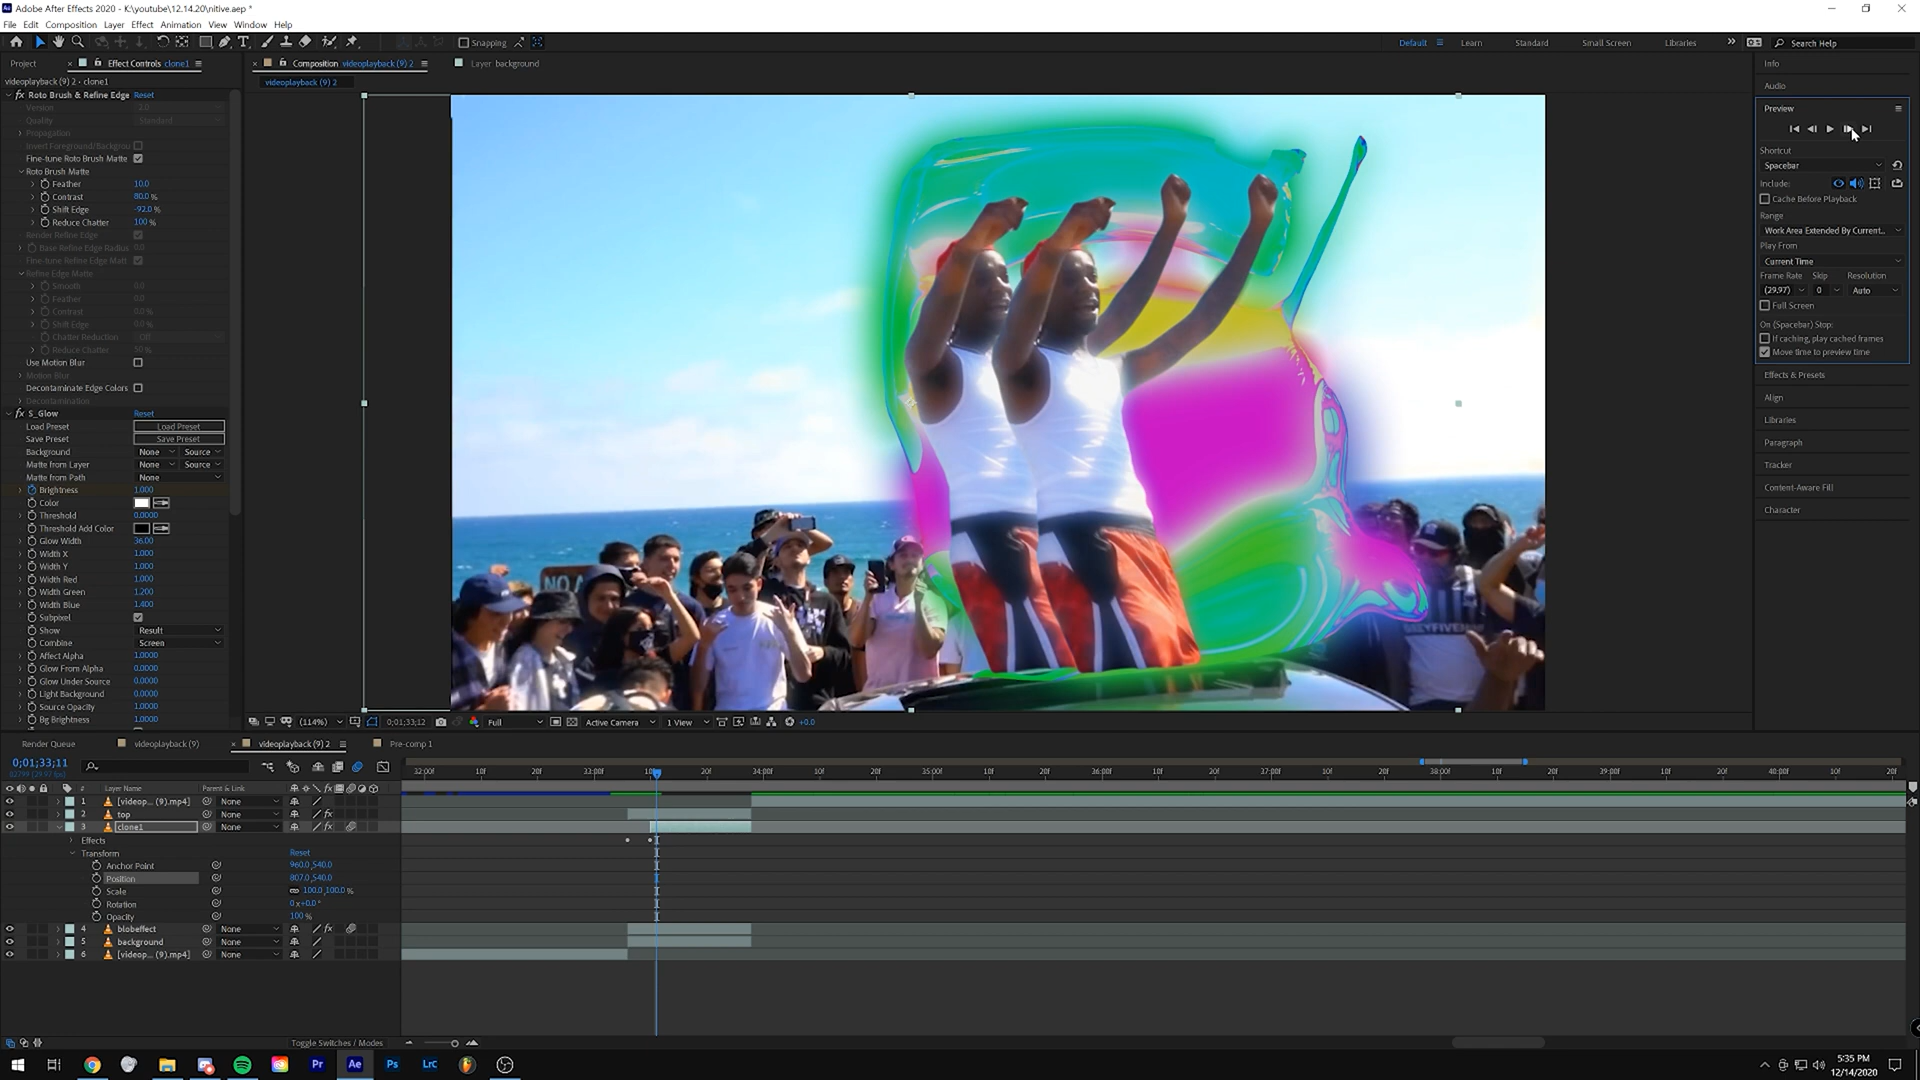 Adobe After Effects 2020 - K:\youtube\12.14.20\nitive.aep *
File Edit Composition Layer Effect Animation View Window Help
Snapping
Default Learn Standard Small Screen Libraries Search Help
Project Effect Controls clone1
Composition videoplayback (9) 2 Layer background
videoplayback (9) 2 • clone1
videoplayback (9) 2
fx Roto Brush & Refine Edge Reset
Version 2.0
Quality Standard
Propagation
Invert Foreground/Backgrou
Fine-tune Roto Brush Matte
Roto Brush Matte
Feather 10.0
Contrast 80.0 %
Shift Edge -92.0 %
Reduce Chatter 100 %
Render Refine Edge
Base Refine Edge Radius 0.0
Fine-tune Refine Edge Matt
Refine Edge Matte
Smooth 0.0
Feather 0.0
Contrast 0.0 %
Shift Edge 0.0 %
Chatter Reduction Off
Reduce Chatter 50 %
Use Motion Blur
Motion Blur
Decontaminate Edge Colors
Decontamination
fx S_Glow Reset
Load Preset Load Preset
Save Preset Save Preset
Background None Source
Matte from Layer None Source
Matte from Path None
Brightness 1.000
Color
Threshold 0.0000
Threshold Add Color
Glow Width 36.00
Width X 1.000
Width Y 1.000
Width Red 1.000
Width Green 1.200
Width Blue 1.400
Subpixel
Show Result
Combine Screen
Affect Alpha 1.0000
Glow From Alpha 0.0000
Glow Under Source 0.0000
Light Background 0.0000
Source Opacity 1.0000
Bg Brightness 1.0000
NO
GREYFIVENINE
(114%) 0;01;33;12 Full Active Camera 1 View +0.0
Info
Audio
Preview
Shortcut
Spacebar
Include:
Cache Before Playback
Range
Work Area Extended By Current...
Play From
Current Time
Frame Rate Skip Resolution
(29.97) 0 Auto
Full Screen
On (Spacebar) Stop:
If caching, play cached frames
Move time to preview time
Effects & Presets
Align
Libraries
Paragraph
Tracker
Content-Aware Fill
Character
Render Queue videoplayback (9) videoplayback (9) 2 Pre-comp 1
0;01;33;11
02799 (29.97 fps)
32:00f 10f 20f 33:00f 10f 20f 34:00f 10f 20f 35:00f 10f 20f 36:00f 10f 20f 37:00f 10f 20f 38:00f 10f 20f 39:00f 10f 20f 40:00f 10f 20f
# Layer Name Parent & Link
1 [videop... (9).mp4] None
2 top None
3 clone1 None
Effects
Transform Reset
Anchor Point 960.0,540.0
Position 807.0,540.0
Scale 100.0,100.0 %
Rotation 0x+0.0°
Opacity 100 %
4 blobeffect None
5 background None
6 [videop... (9).mp4] None
Toggle Switches / Modes
Pr Ae Ps LrC
5:35 PM
12/14/2020